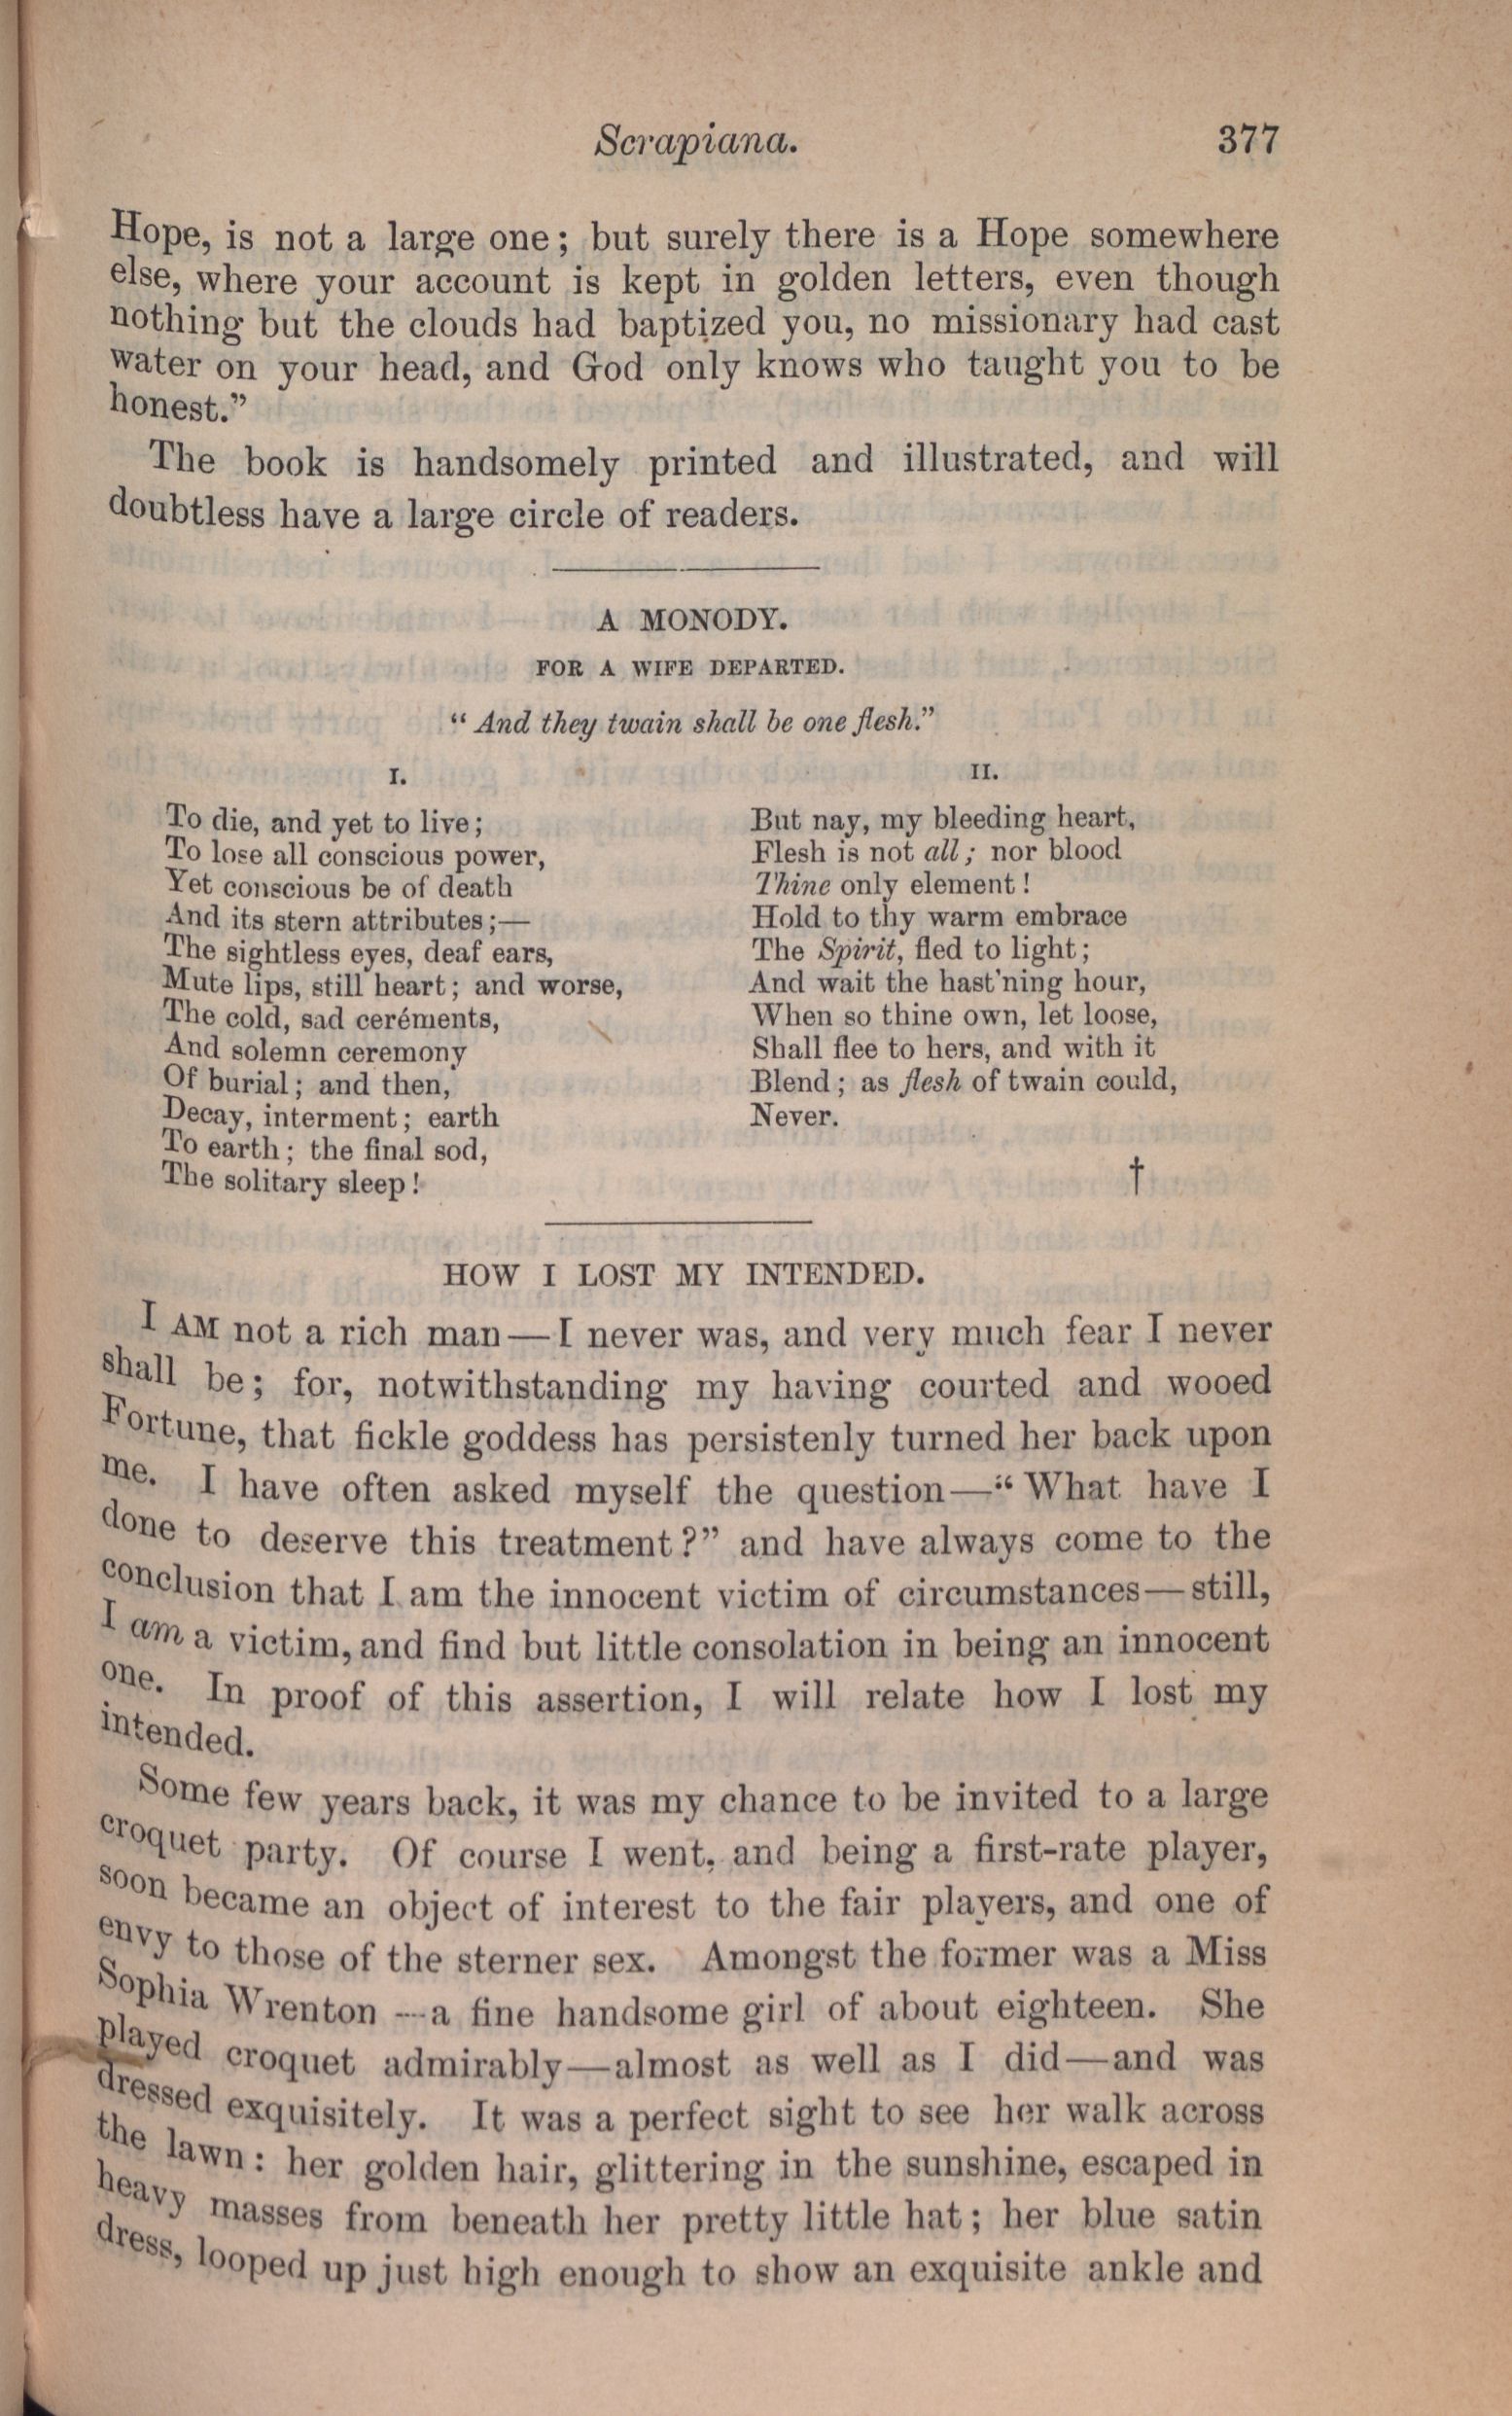 Scrapiana. 377
Hope, is not a large one; but surely there is a Hope somewhere
else, where your account is kept in golden letters, even though
nothing but the clouds had baptized you, no missionary had cast
water on your head, and God only knows who taught you to be
honest.”
The book is handsomely printed and illustrated, and will
doubtless have a large circle of readers.
A MONODY.
FOR A WIFE DEPARTED.
“And they twain shall be one flesh.”
I.
To die, and yet to live;
To lose all conscious power,
Yet conscious be of death
And its stern attributes;—
The sightless eyes, deaf ears,
Mute lips, still heart; and worse,
The cold, sad ceréments,
And solemn ceremony
Of burial; and then,
Decay, interment; earth
To earth; the final sod,
The solitary sleep!
II.
But nay, my bleeding heart,
Flesh is not all; nor blood
Thine only element!
Hold to thy warm embrace
The Spirit, fled to light;
And wait the hast'ning hour,
When so thine own, let loose,
Shall flee to hers, and with it
Blend; as flesh of twain could,
Never.
†
HOW I LOST MY INTENDED.
I AM not a rich man—I never was, and very much fear I never
shall be; for, notwithstanding my having courted and wooed
Fortune, that fickle goddess has persistenly turned her back upon
me. I have often asked myself the question—“What have I
done to deserve this treatment?” and have always come to the
conclusion that I am the innocent victim of circumstances—still,
I am a victim, and find but little consolation in being an innocent
one. In proof of this assertion, I will relate how I lost my
intended.
Some few years back, it was my chance to be invited to a large
croquet party. Of course I went, and being a first-rate player,
soon became an object of interest to the fair players, and one of
envy to those of the sterner sex. Amongst the former was a Miss
Sophia Wrenton—a fine handsome girl of about eighteen. She
played croquet admirably—almost as well as I did—and was
dressed exquisitely. It was a perfect sight to see her walk across
the lawn: her golden hair, glittering in the sunshine, escaped in
heavy masses from beneath her pretty little hat; her blue satin
dress, looped up just high enough to show an exquisite ankle and